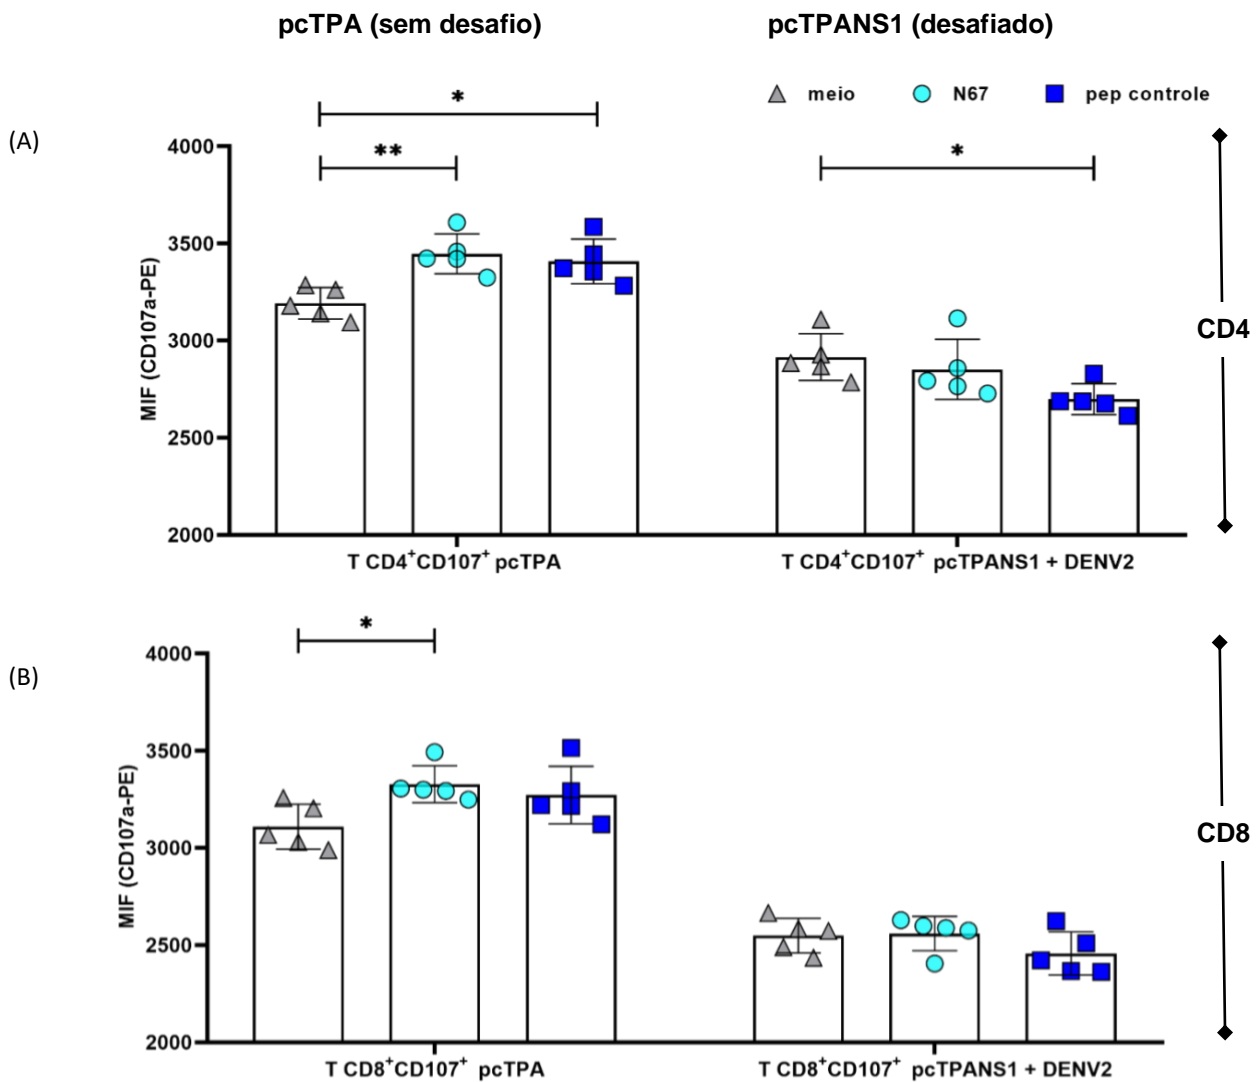 pcTPA (sem desafio) pcTPANS1 (desafiado)
meio N67 pep controle
*
(A)
** *
4000
3500
3000
2500
2000
MIF (CD107a-PE)
CD4
T CD4⁺CD107⁺ pcTPA T CD4⁺CD107⁺ pcTPANS1 + DENV2
*
(B)
4000
3500
3000
2500
2000
MIF (CD107a-PE)
CD8
T CD8⁺CD107⁺ pcTPA T CD8⁺CD107⁺ pcTPANS1 + DENV2